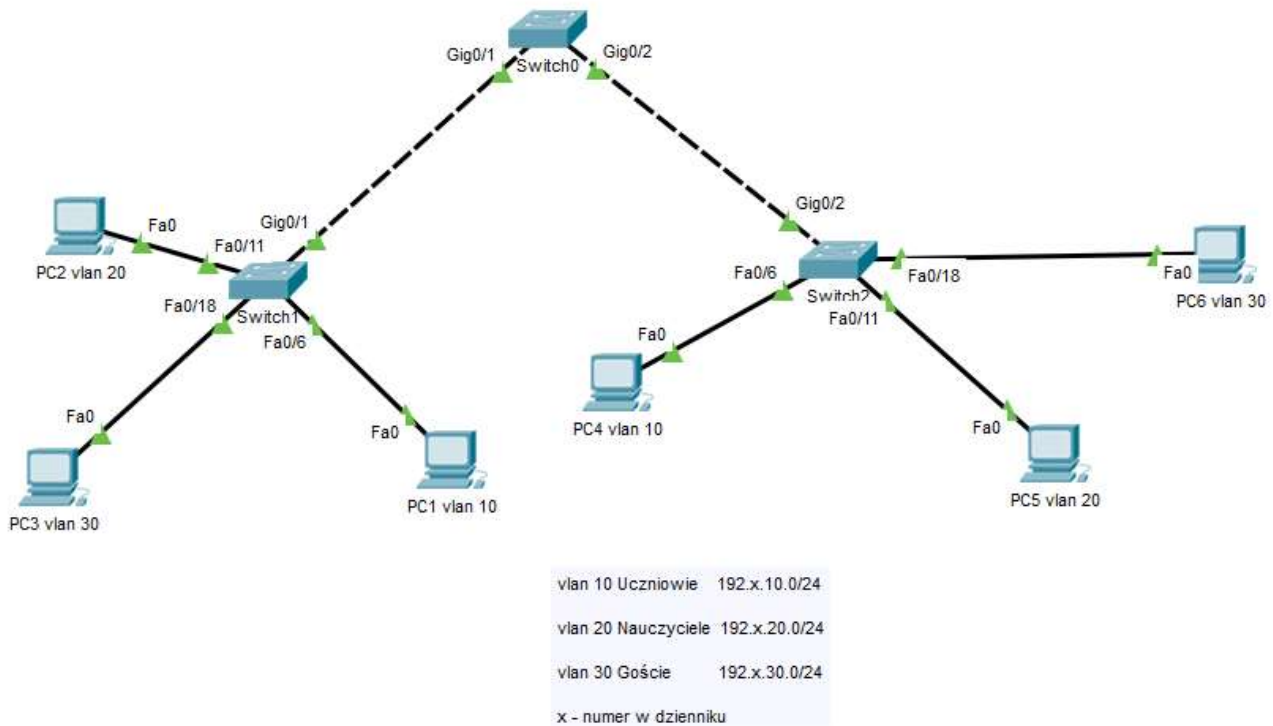 Gig0/1
Gig0/2
Switch0
Fa0
Fa0/11
Gig0/1
Gig0/2
PC2 vlan 20
Fa0/18
Switch1
Fa0/6
Fa0/6
Switch2
Fa0/18
Fa0/11
Fa0
PC6 vlan 30
Fa0
PC4 vlan 10
Fa0
Fa0
Fa0
PC3 vlan 30
PC1 vlan 10
PC5 vlan 20
vlan 10 Uczniowie 192.x.10.0/24
vlan 20 Nauczyciele 192.x.20.0/24
vlan 30 Goście 192.x.30.0/24
x - numer w dzienniku